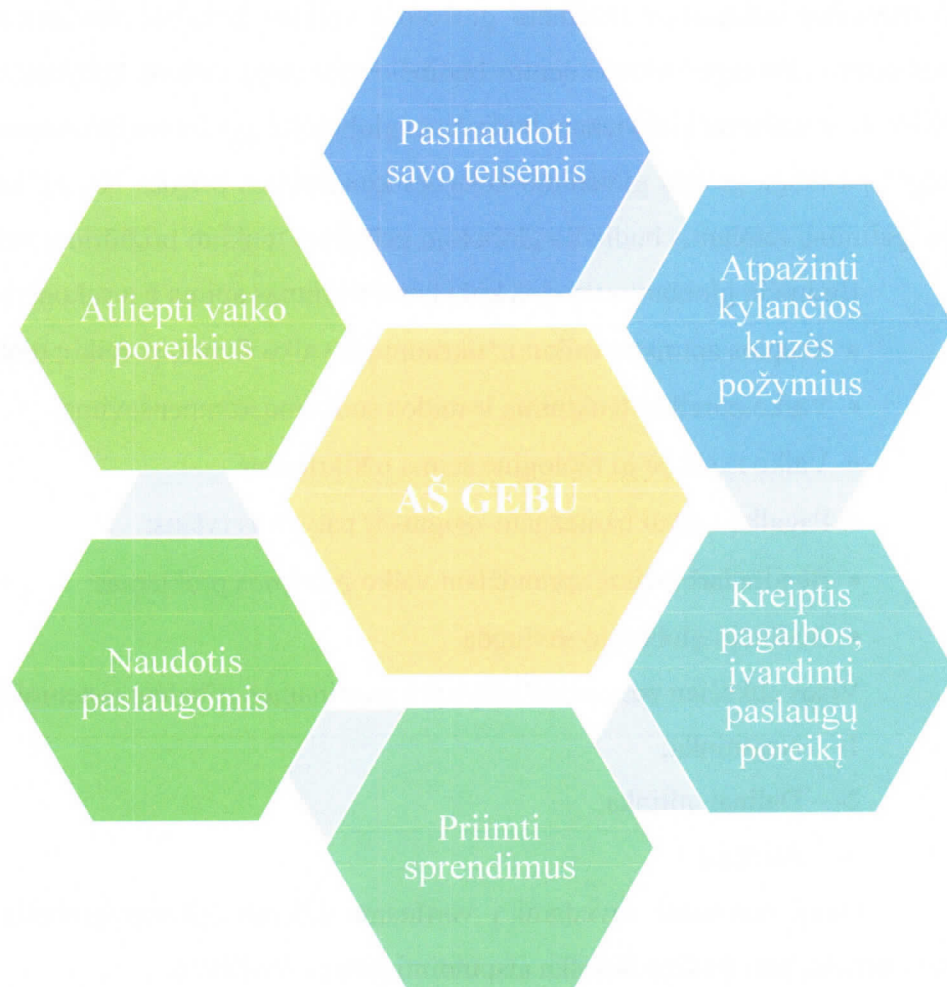 Pasinaudoti
savo teisėmis
Atpažinti
kylančios
krizės
požymius
Kreiptis
pagalbos,
įvardinti
paslaugų
poreikį
Priimti
sprendimus
Naudotis
paslaugomis
Atliepti vaiko
poreikius
AŠ GEBU